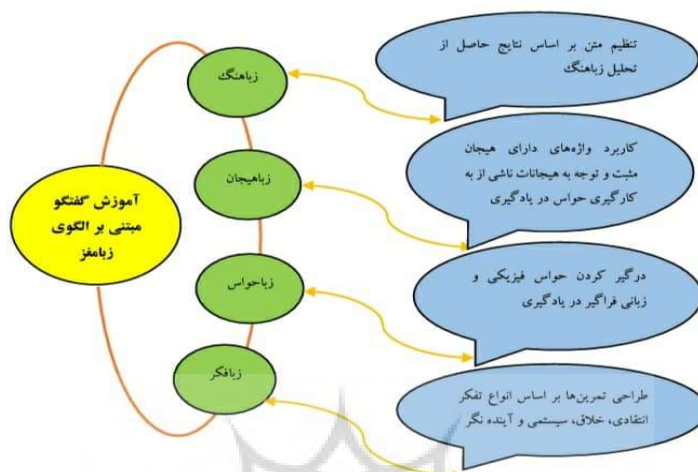 آموزش گفتگو
مبتنی بر الگوی
زبامغز
زباهنگ
تنظیم متن بر اساس نتایج حاصل از
تحلیل زباهنگ
زباهیجان
کاربرد واژه‌های دارای هیجان
مثبت و توجه به هیجانات ناشی از به
کارگیری حواس در یادگیری
زباحواس
درگیر کردن حواس فیزیکی و
زبانی فراگیر در یادگیری
زبافکر
طراحی تمرین‌ها بر اساس انواع تفکر
انتقادی، خلاق، سیستمی و آینده نگر